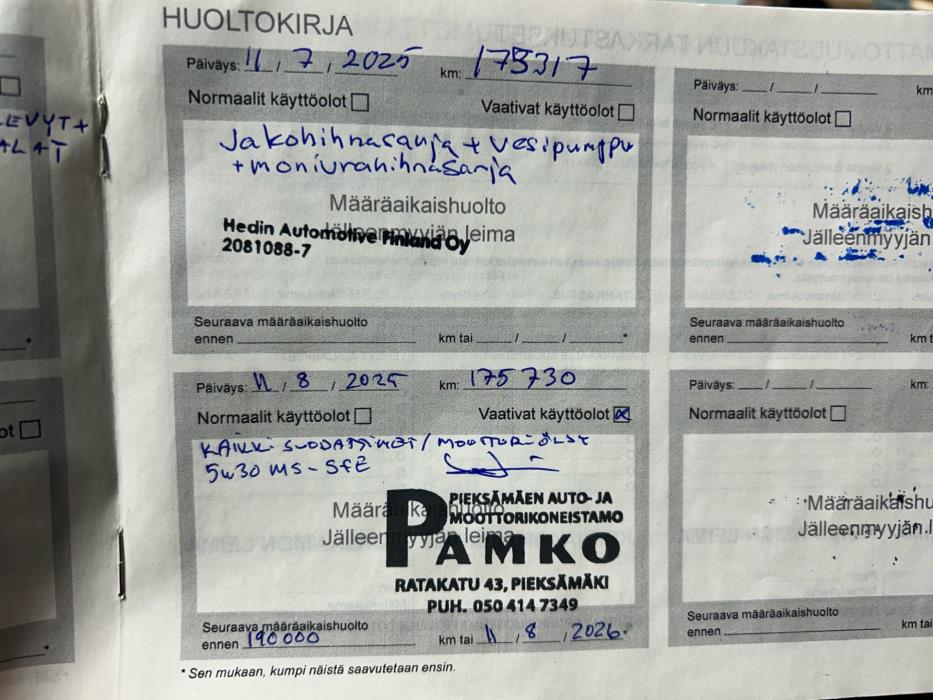 HUOLTOKIRJA
LEVYT+
ALAT
Päiväys: 11 / 7 / 2025 km: 175317
Normaalit käyttöolot Vaativat käyttöolot
Jakohihnasarja + vesipumppu
+ moniurahihnasarja
Määräaikaishuolto
Jälleenmyyjän leima
Hedin Automotive Finland Oy
2081088-7
Seuraava määräaikaishuolto
ennen km tai / / *
Päiväys: / / km
Normaalit käyttöolot
Määräaikaish
Jälleenmyyjän
Seuraava määräaikaishuolto
ennen km t
Päiväys: 11 / 8 / 2025 km: 175 730
Normaalit käyttöolot Vaativat käyttöolot
KAIKKI SUODATTIMET / MOOTTORIÖLJY
5W30 MS-SFE
Määräaikaishuolto
Jälleenmyyjän leima
PIEKSÄMÄEN AUTO- JA
MOOTTORIKONEISTAMO
PAMKO
RATAKATU 43, PIEKSÄMÄKI
PUH. 050 414 7349
Seuraava määräaikaishuolto
ennen 190 000 km tai 11 / 8 / 2026 *
Päiväys: / / km:
Normaalit käyttöolot
Määräaikaishu
Jälleenmyyjän l
Seuraava määräaikaishuolto
ennen km tai
* Sen mukaan, kumpi näistä saavutetaan ensin.